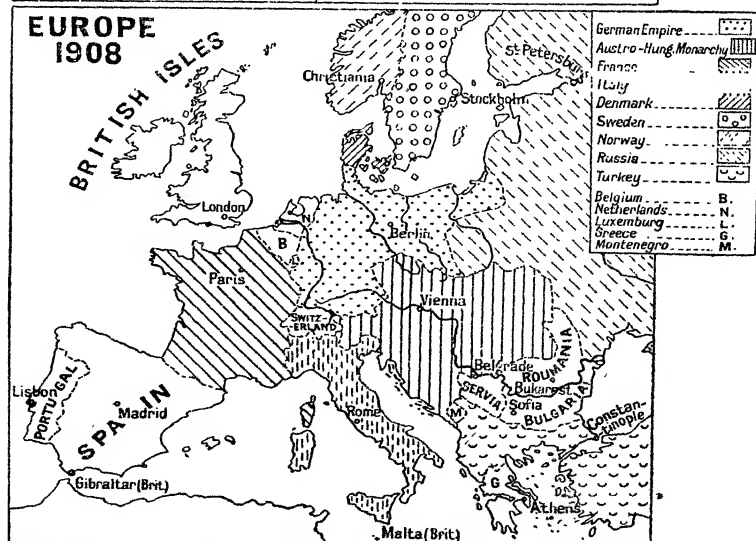 EUROPE
1908
BRITISH ISLES
German Empire
Austro-Hung. Monarchy
France
Italy
Denmark
Sweden
Norway
Russia
Turkey
Belgium B.
Netherlands N.
Luxemburg L.
Greece G.
Montenegro M.
Christiania
St Petersburg
Stockholm
London
N.
Berlin
B
L
Paris
Vienna
SWITZ-
ERLAND
ROUMANIA
Belgrade
Bukarest
SERVIA
Sofia
BULGARIA
Lisbon
PORTUGAL
SPAIN
Madrid
Rome
M.
Constan-
tinople
Gibraltar (Brit.)
G
Athens
Malta (Brit)